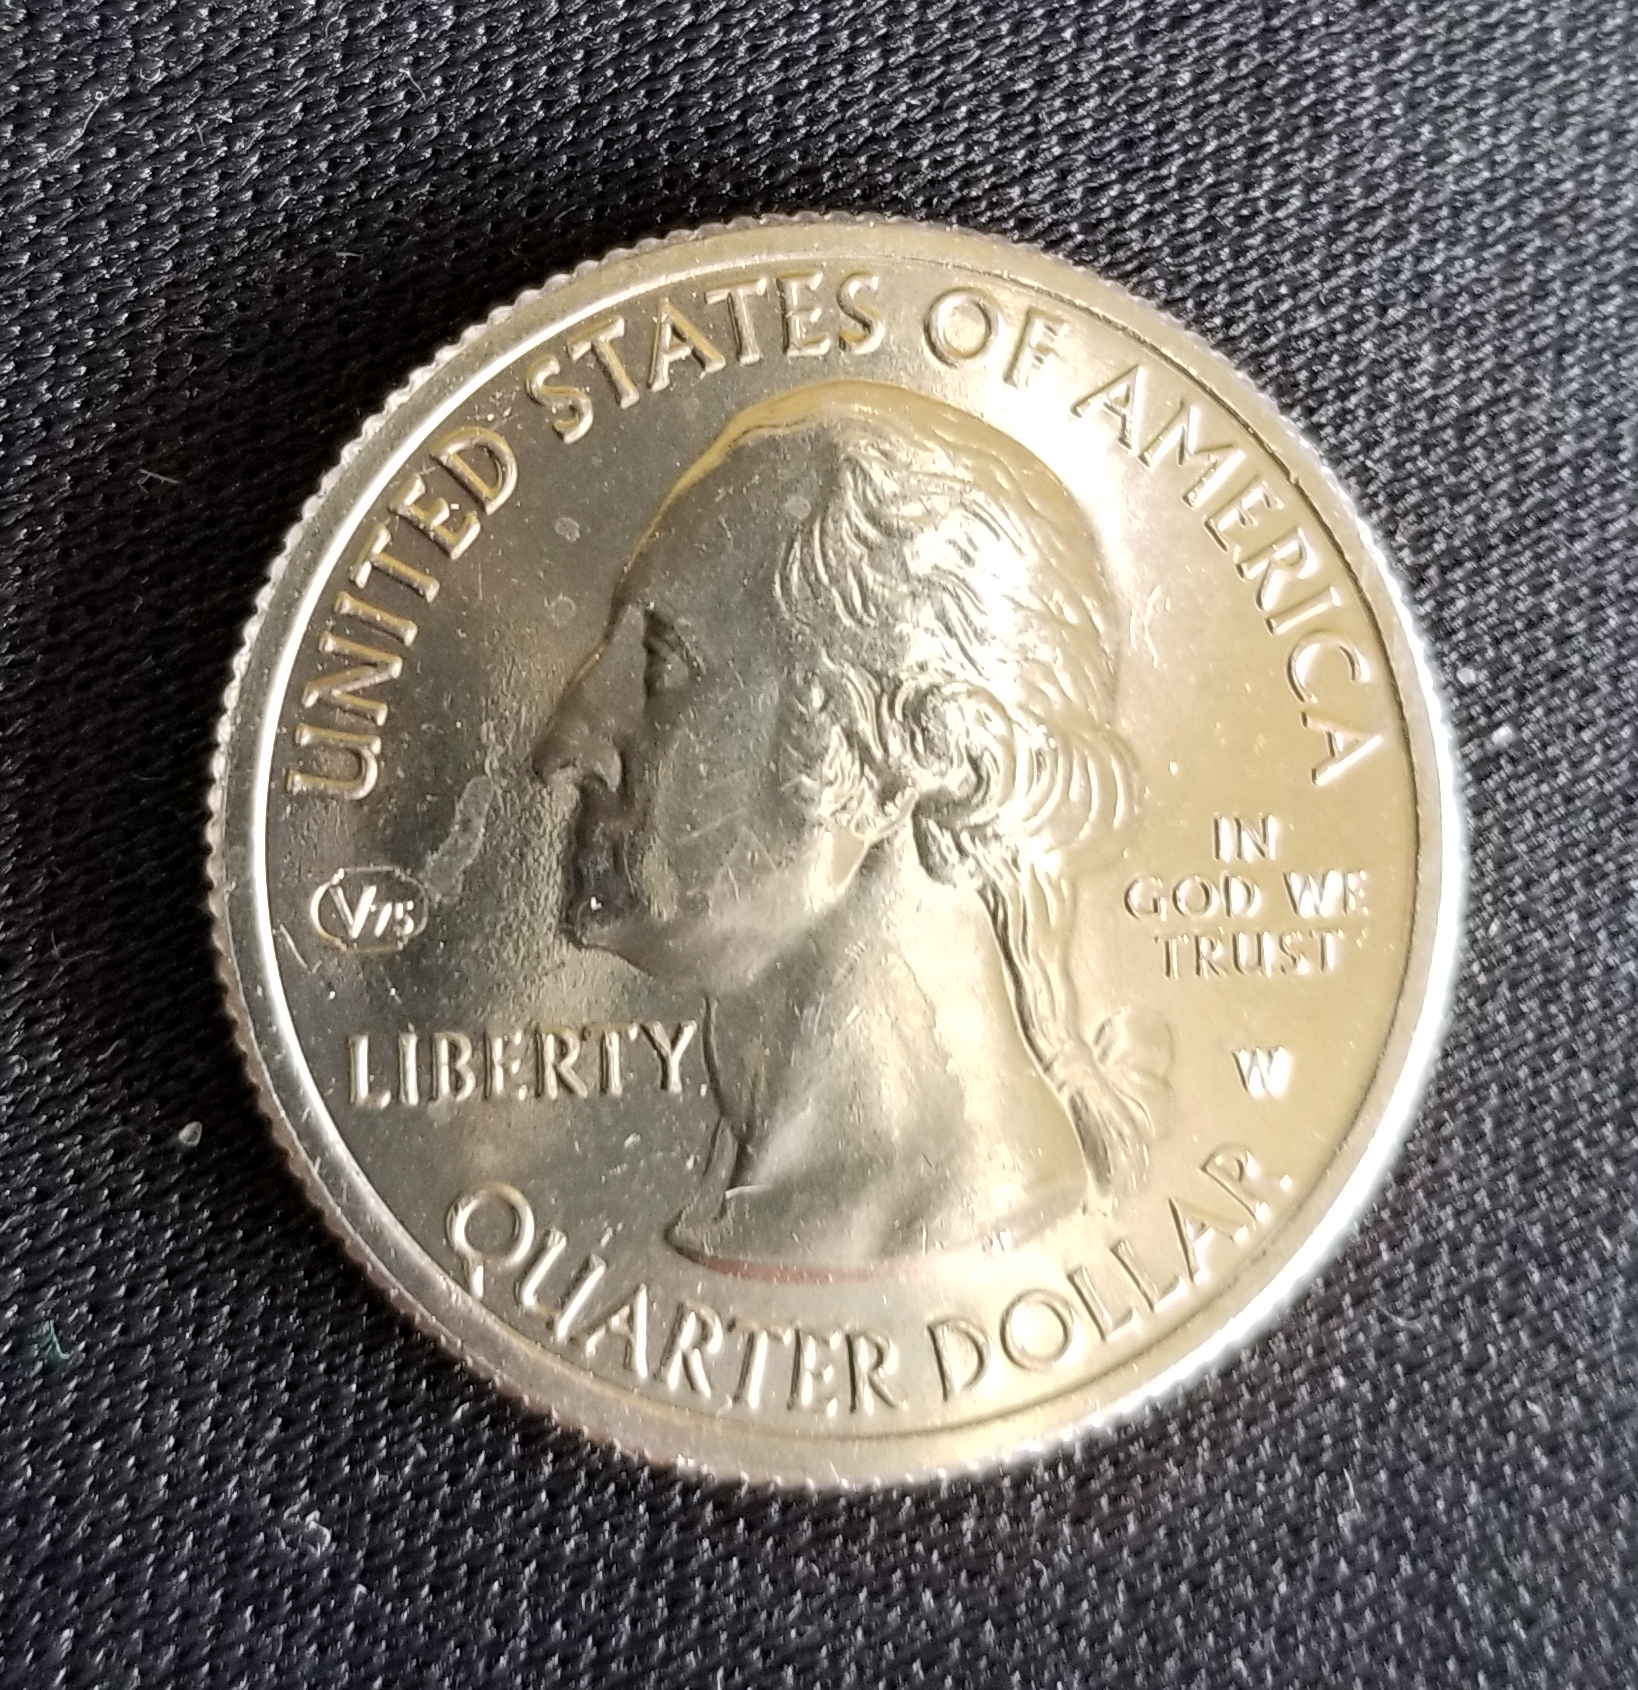 UNITED STATES OF AMERICA
V75
LIBERTY
IN
GOD WE
TRUST
W
QUARTER DOLLAR